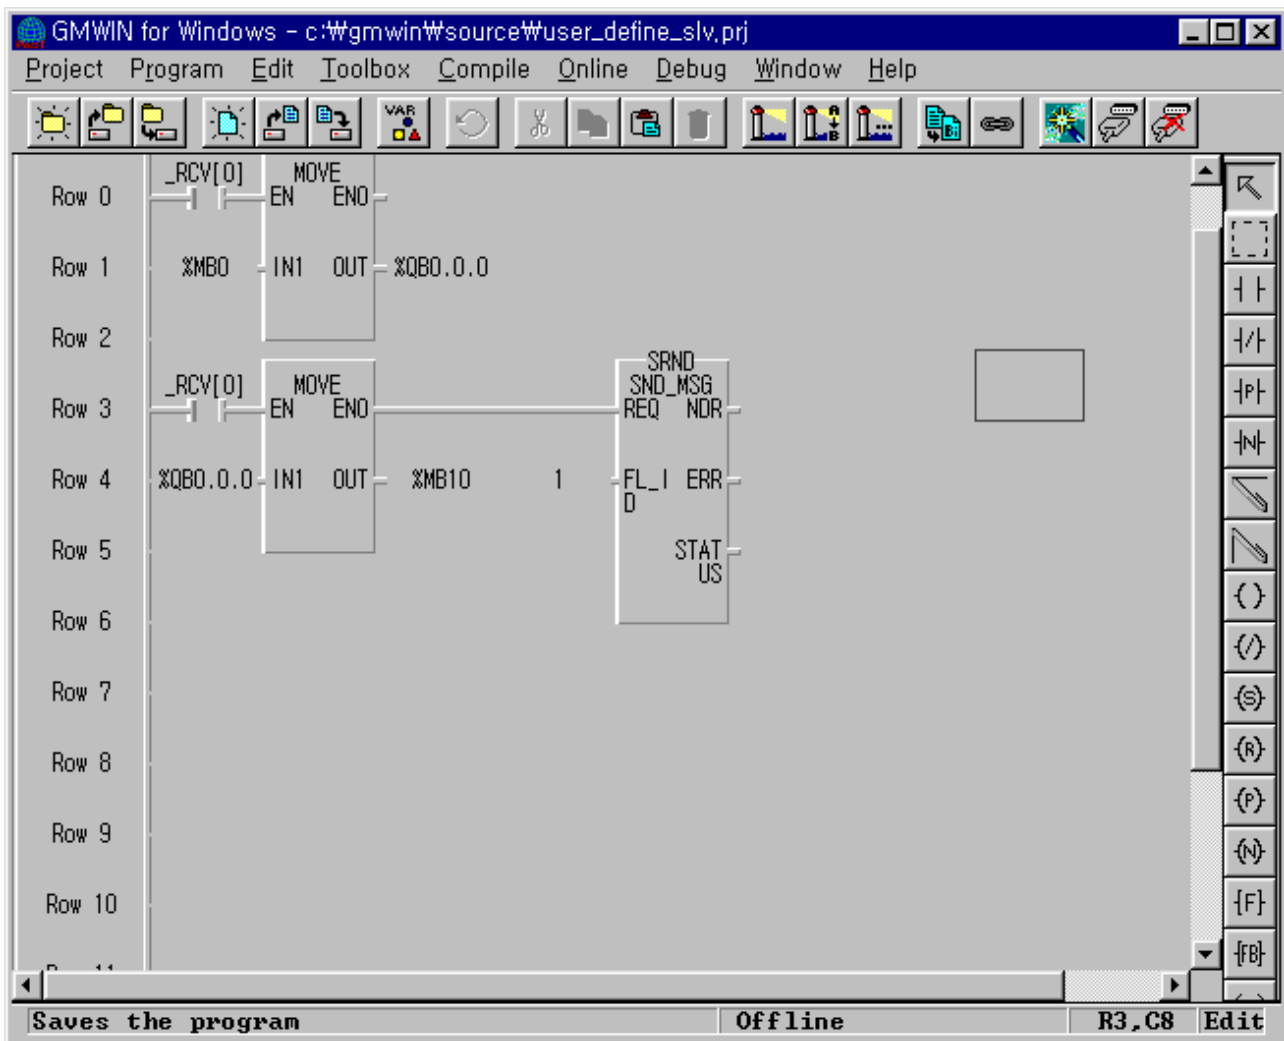 GMWIN for Windows - c:₩gmwin₩source₩user_define_slv.prj
Project Program Edit Toolbox Compile Online Debug Window Help
VAR
Row 0 _RCV[0] MOVE
EN ENO
Row 1 %MB0 IN1 OUT %QB0.0.0
Row 2
SRND
Row 3 _RCV[0] MOVE SND_MSG
EN ENO REQ NDR
Row 4 %QB0.0.0 IN1 OUT %MB10 1 FL_I ERR
D
Row 5 STAT
US
Row 6
Row 7
Row 8
Row 9
Row 10
P
N
S
R
P
N
F
FB
Saves the program Offline R3,C8 Edit